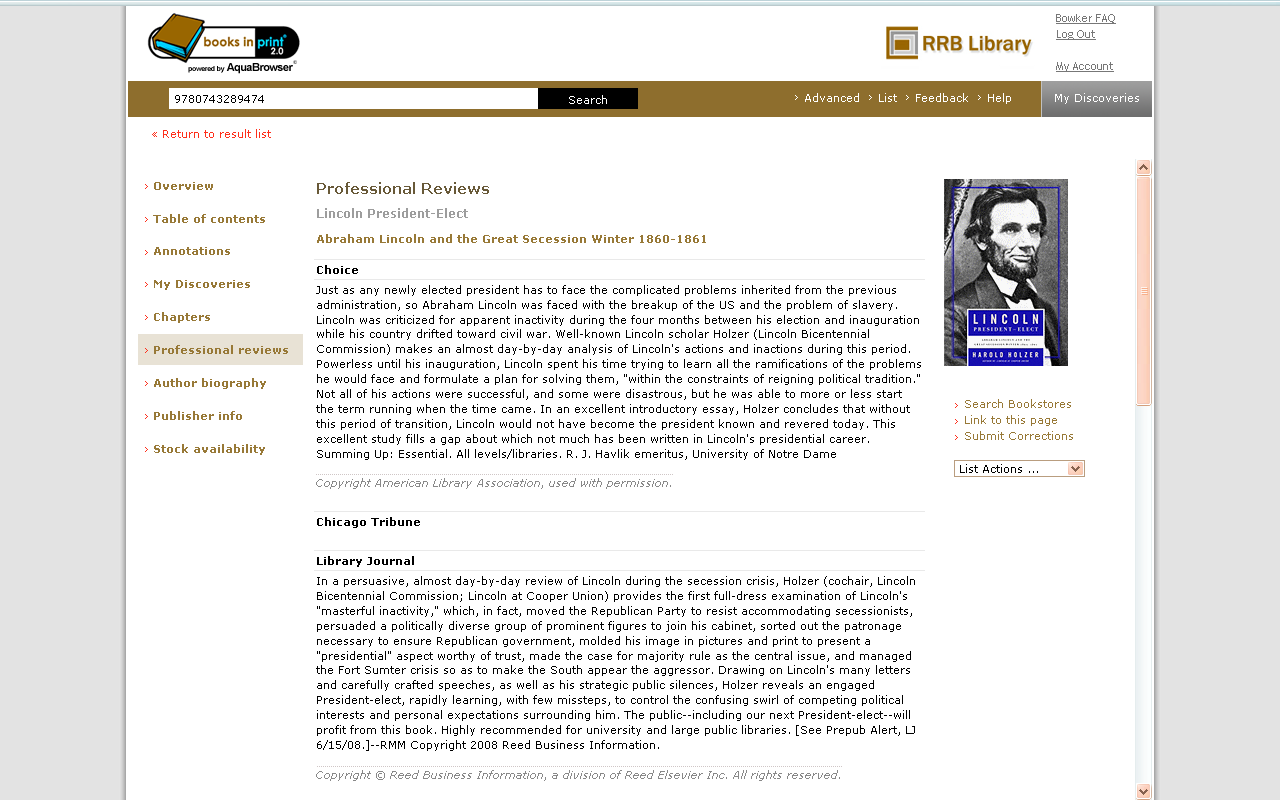 books in print
2.0
powered by AquaBrowser
RRB Library
Bowker FAQ
Log Out
My Account
9780743289474
Search
Advanced
List
Feedback
Help
My Discoveries
« Return to result list
Overview
Table of contents
Annotations
My Discoveries
Chapters
Professional reviews
Author biography
Publisher info
Stock availability
Professional Reviews
Lincoln President-Elect
Abraham Lincoln and the Great Secession Winter 1860-1861
Choice
Just as any newly elected president has to face the complicated problems inherited from the previous
administration, so Abraham Lincoln was faced with the breakup of the US and the problem of slavery.
Lincoln was criticized for apparent inactivity during the four months between his election and inauguration
while his country drifted toward civil war. Well-known Lincoln scholar Holzer (Lincoln Bicentennial
Commission) makes an almost day-by-day analysis of Lincoln's actions and inactions during this period.
Powerless until his inauguration, Lincoln spent his time trying to learn all the ramifications of the problems
he would face and formulate a plan for solving them, "within the constraints of reigning political tradition."
Not all of his actions were successful, and some were disastrous, but he was able to more or less start
the term running when the time came. In an excellent introductory essay, Holzer concludes that without
this period of transition, Lincoln would not have become the president known and revered today. This
excellent study fills a gap about which not much has been written in Lincoln's presidential career.
Summing Up: Essential. All levels/libraries. R. J. Havlik emeritus, University of Notre Dame
Copyright American Library Association, used with permission.
Chicago Tribune
Library Journal
In a persuasive, almost day-by-day review of Lincoln during the secession crisis, Holzer (cochair, Lincoln
Bicentennial Commission; Lincoln at Cooper Union) provides the first full-dress examination of Lincoln's
"masterful inactivity," which, in fact, moved the Republican Party to resist accommodating secessionists,
persuaded a politically diverse group of prominent figures to join his cabinet, sorted out the patronage
necessary to ensure Republican government, molded his image in pictures and print to present a
"presidential" aspect worthy of trust, made the case for majority rule as the central issue, and managed
the Fort Sumter crisis so as to make the South appear the aggressor. Drawing on Lincoln's many letters
and carefully crafted speeches, as well as his strategic public silences, Holzer reveals an engaged
President-elect, rapidly learning, with few missteps, to control the confusing swirl of competing political
interests and personal expectations surrounding him. The public--including our next President-elect--will
profit from this book. Highly recommended for university and large public libraries. [See Prepub Alert, LJ
6/15/08.]--RMM Copyright 2008 Reed Business Information.
Copyright © Reed Business Information, a division of Reed Elsevier Inc. All rights reserved.
LINCOLN
PRESIDENT-ELECT
HAROLD HOLZER
Search Bookstores
Link to this page
Submit Corrections
List Actions ...